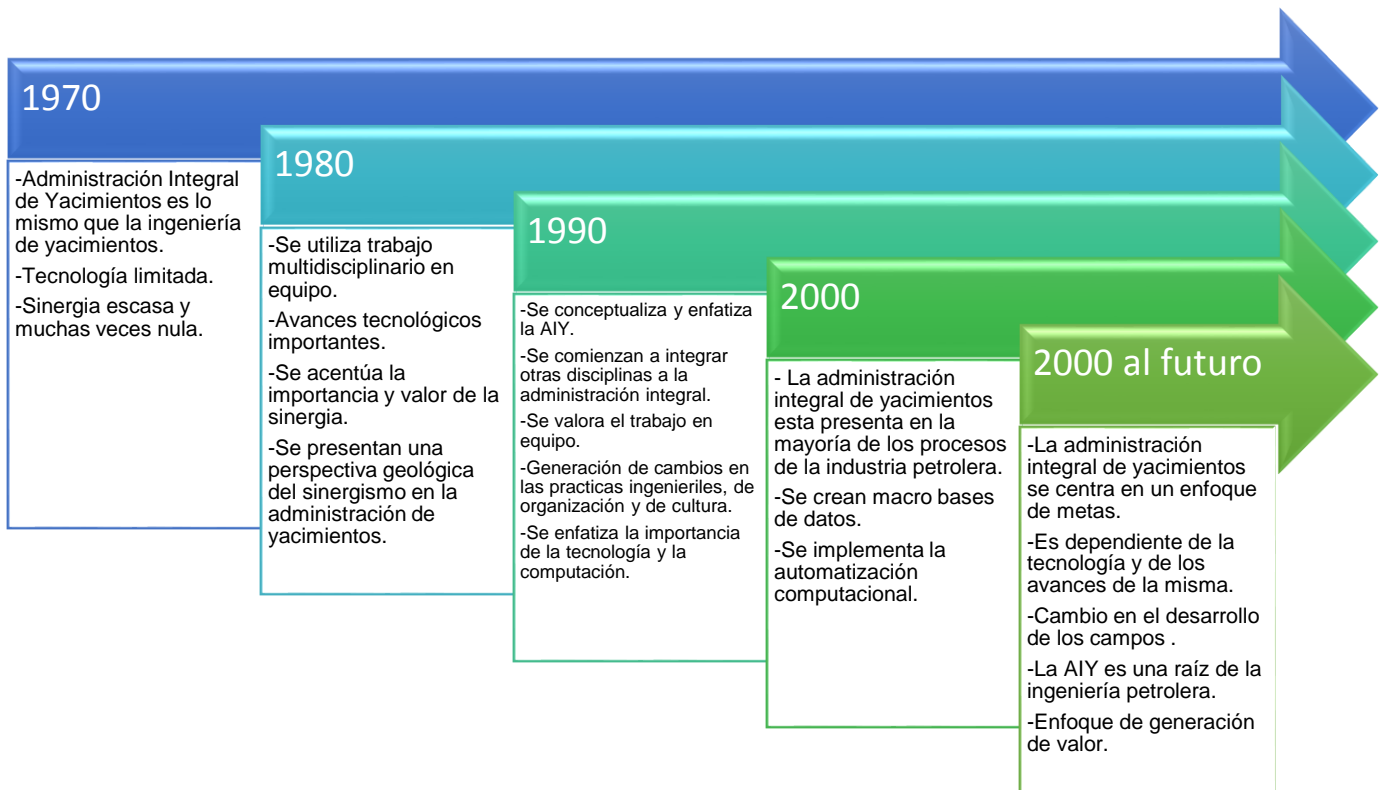 1970
-Administración Integral
de Yacimientos es lo
mismo que la ingeniería
de yacimientos.
-Tecnología limitada.
-Sinergia escasa y
muchas veces nula.
1980
-Se utiliza trabajo
multidisciplinario en
equipo.
-Avances tecnológicos
importantes.
-Se acentúa la
importancia y valor de la
sinergia.
-Se presentan una
perspectiva geológica
del sinergismo en la
administración de
yacimientos.
1990
-Se conceptualiza y enfatiza
la AIY.
-Se comienzan a integrar
otras disciplinas a la
administración integral.
-Se valora el trabajo en
equipo.
-Generación de cambios en
las practicas ingenieriles, de
organización y de cultura.
-Se enfatiza la importancia
de la tecnología y la
computación.
2000
- La administración
integral de yacimientos
esta presenta en la
mayoría de los procesos
de la industria petrolera.
-Se crean macro bases
de datos.
-Se implementa la
automatización
computacional.
2000 al futuro
-La administración
integral de yacimientos
se centra en un enfoque
de metas.
-Es dependiente de la
tecnología y de los
avances de la misma.
-Cambio en el desarrollo
de los campos .
-La AIY es una raíz de la
ingeniería petrolera.
-Enfoque de generación
de valor.